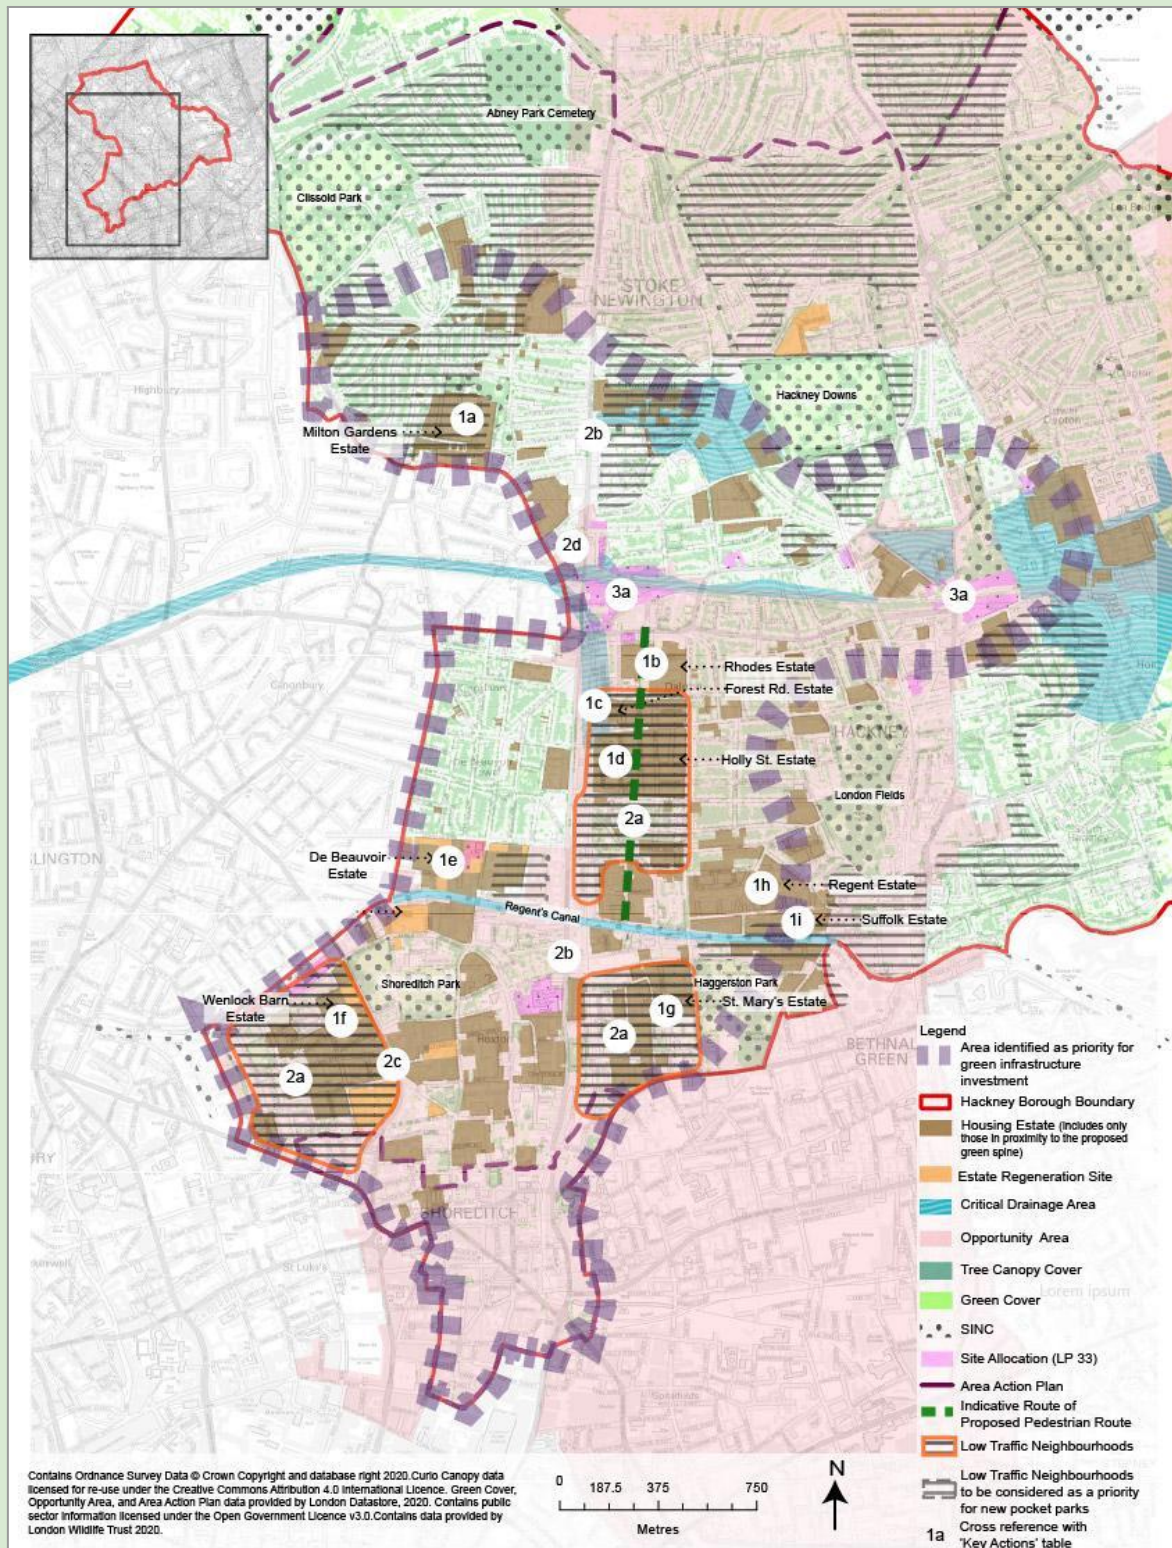 Abney Park Cemetery
Clissold Park
STOKE
NEWINGTON
Highbury
Hackney Downs
1a
Milton Gardens
Estate
2b
2d
3a
3a
Canonbury
1b
Rhodes Estate
Forest Rd. Estate
1c
HACKNEY
1d
Holly St. Estate
London Fields
2a
De Beauvoir
Estate
1e
1h
Regent Estate
Regent's Canal
1i
Suffolk Estate
2b
Shoreditch Park
Haggerston Park
Wenlock Barn
Estate
1f
1g
St. Mary's Estate
2a
2c
2a
Hoxton
BETHNAL
GREEN
SHOREDITCH
St Luke's
Spitalfields
Legend
Area identified as priority for
green infrastructure
investment
Hackney Borough Boundary
Housing Estate (includes only
those in proximity to the proposed
green spine)
Estate Regeneration Site
Critical Drainage Area
Opportunity Area
Tree Canopy Cover
Green Cover
Lorem ipsum
SINC
Site Allocation (LP 33)
Area Action Plan
Indicative Route of
Proposed Pedestrian Route
Low Traffic Neighbourhoods
Low Traffic Neighbourhoods
to be considered as a priority
for new pocket parks
1a Cross reference with
'Key Actions' table
Contains Ordnance Survey Data © Crown Copyright and database right 2020.Curio Canopy data
licensed for re-use under the Creative Commons Attribution 4.0 International Licence. Green Cover,
Opportunity Area, and Area Action Plan data provided by London Datastore, 2020. Contains public
sector information licensed under the Open Government Licence v3.0.Contains data provided by
London Wildlife Trust 2020.
0 187.5 375 750
Metres
N